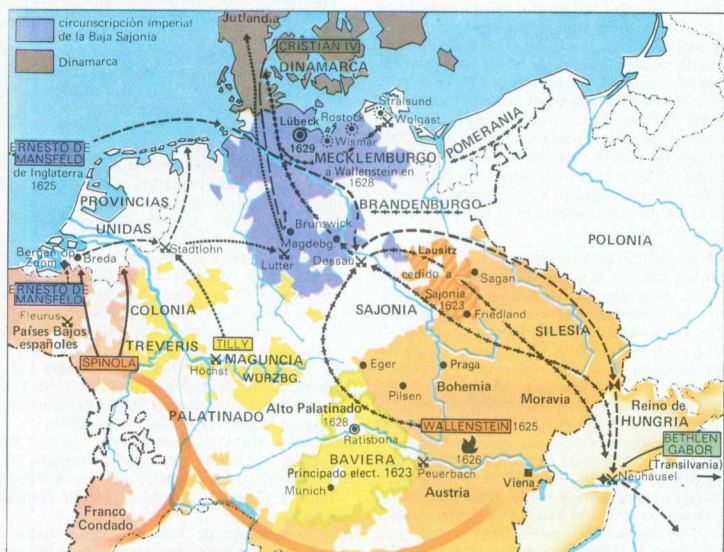 circunscripción imperial
de la Baja Sajonia
Dinamarca
Jutlandia
CRISTIAN IV
DINAMARCA
Stralsund
Rostock
Lübeck
1629
Wismar
Wolgast
POMERANIA
MECKLEMBURGO
a Wallenstein en
1628
ERNESTO DE
MANSFELD
de Inglaterra
1625
PROVINCIAS
UNIDAS
BRANDENBURGO
POLONIA
Brunswick
Magdebg
Bergen op
Zoom
Breda
Stadtlohn
Lutter
Dessau
Lausitz
cedido a
Sajonia
1623
Sagan
Friedland
ERNESTO DE
MANSFELD
Fleurus
Países Bajos
españoles
COLONIA
TREVERIS
TILLY
Höchst
MAGUNCIA
WÜRZBG.
SAJONIA
SILESIA
SPINOLA
Eger
Praga
Bohemia
Pilsen
Moravia
PALATINADO
Alto Palatinado
1628
Ratisbona
WALLENSTEIN 1625
1626
Reino de
HUNGRIA
BETHLEN
GABOR
(Transilvania)
Neuhausel
BAVIERA
Principado elect. 1623
Peuerbach
Viena
Munich
Austria
Franco
Condado